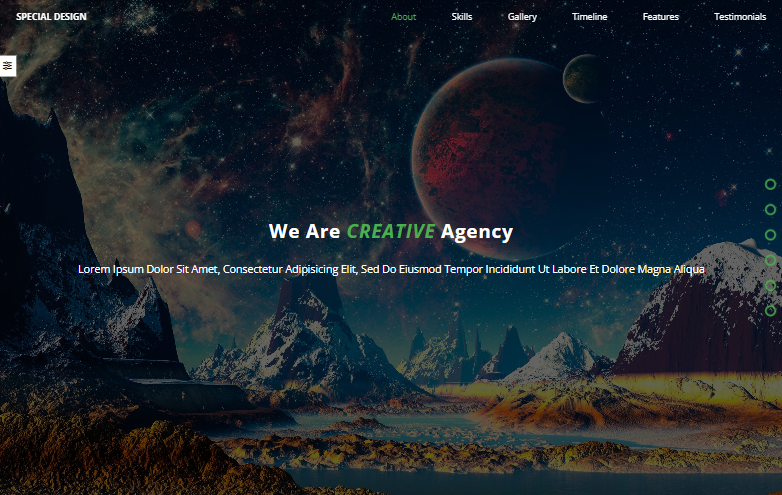 SPECIAL DESIGN
About Skills Gallery Timeline Features Testimonials
We Are CREATIVE Agency
Lorem Ipsum Dolor Sit Amet, Consectetur Adipisicing Elit, Sed Do Eiusmod Tempor Incididunt Ut Labore Et Dolore Magna Aliqua